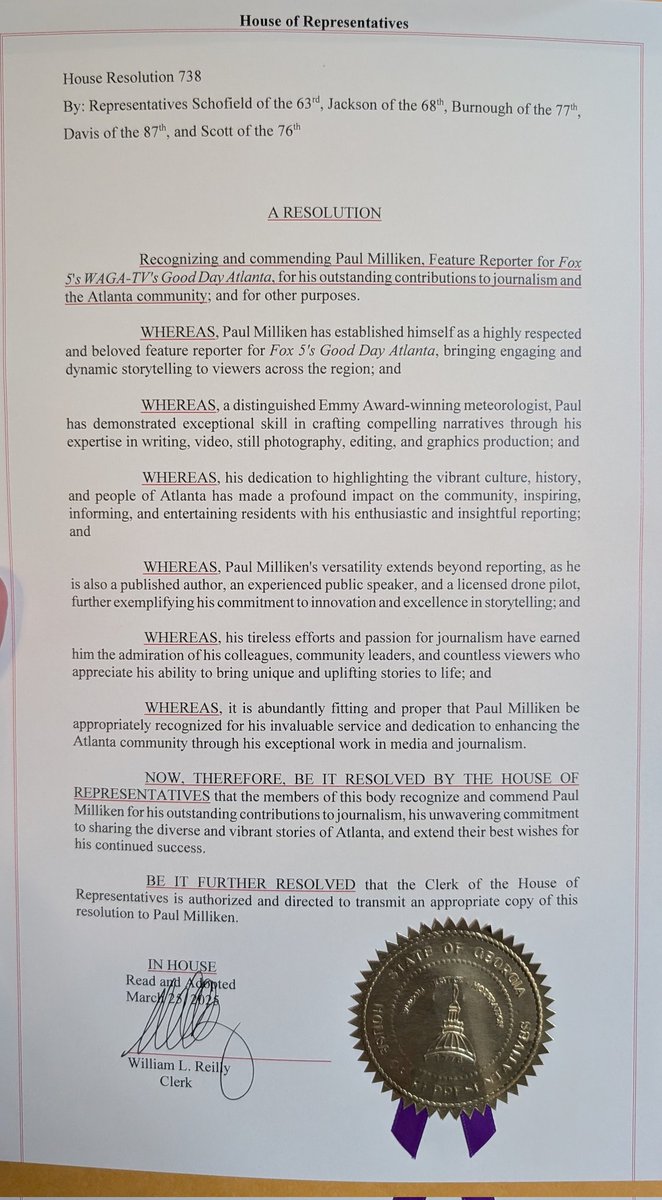 House of Representatives
House Resolution 738
By: Representatives Schofield of the 63rd, Jackson of the 68th, Burnough of the 77th,
Davis of the 87th, and Scott of the 76th
A RESOLUTION
Recognizing and commending Paul Milliken, Feature Reporter for Fox
5's WAGA-TV's Good Day Atlanta, for his outstanding contributions to journalism and
the Atlanta community; and for other purposes.
WHEREAS, Paul Milliken has established himself as a highly respected
and beloved feature reporter for Fox 5's Good Day Atlanta, bringing engaging and
dynamic storytelling to viewers across the region; and
WHEREAS, a distinguished Emmy Award-winning meteorologist, Paul
has demonstrated exceptional skill in crafting compelling narratives through his
expertise in writing, video, still photography, editing, and graphics production; and
WHEREAS, his dedication to highlighting the vibrant culture, history,
and people of Atlanta has made a profound impact on the community, inspiring,
informing, and entertaining residents with his enthusiastic and insightful reporting;
and
WHEREAS, Paul Milliken's versatility extends beyond reporting, as he
is also a published author, an experienced public speaker, and a licensed drone pilot,
further exemplifying his commitment to innovation and excellence in storytelling; and
WHEREAS, his tireless efforts and passion for journalism have earned
him the admiration of his colleagues, community leaders, and countless viewers who
appreciate his ability to bring unique and uplifting stories to life; and
WHEREAS, it is abundantly fitting and proper that Paul Milliken be
appropriately recognized for his invaluable service and dedication to enhancing the
Atlanta community through his exceptional work in media and journalism.
NOW, THEREFORE, BE IT RESOLVED BY THE HOUSE OF
REPRESENTATIVES that the members of this body recognize and commend Paul
Milliken for his outstanding contributions to journalism, his unwavering commitment
to sharing the diverse and vibrant stories of Atlanta, and extend their best wishes for
his continued success.
BE IT FURTHER RESOLVED that the Clerk of the House of
Representatives is authorized and directed to transmit an appropriate copy of this
resolution to Paul Milliken.
IN HOUSE
Read and Adopted
March 25, 2025
William L. Reilly
Clerk
STATE OF GEORGIA
HOUSE OF REPRESENTATIVES